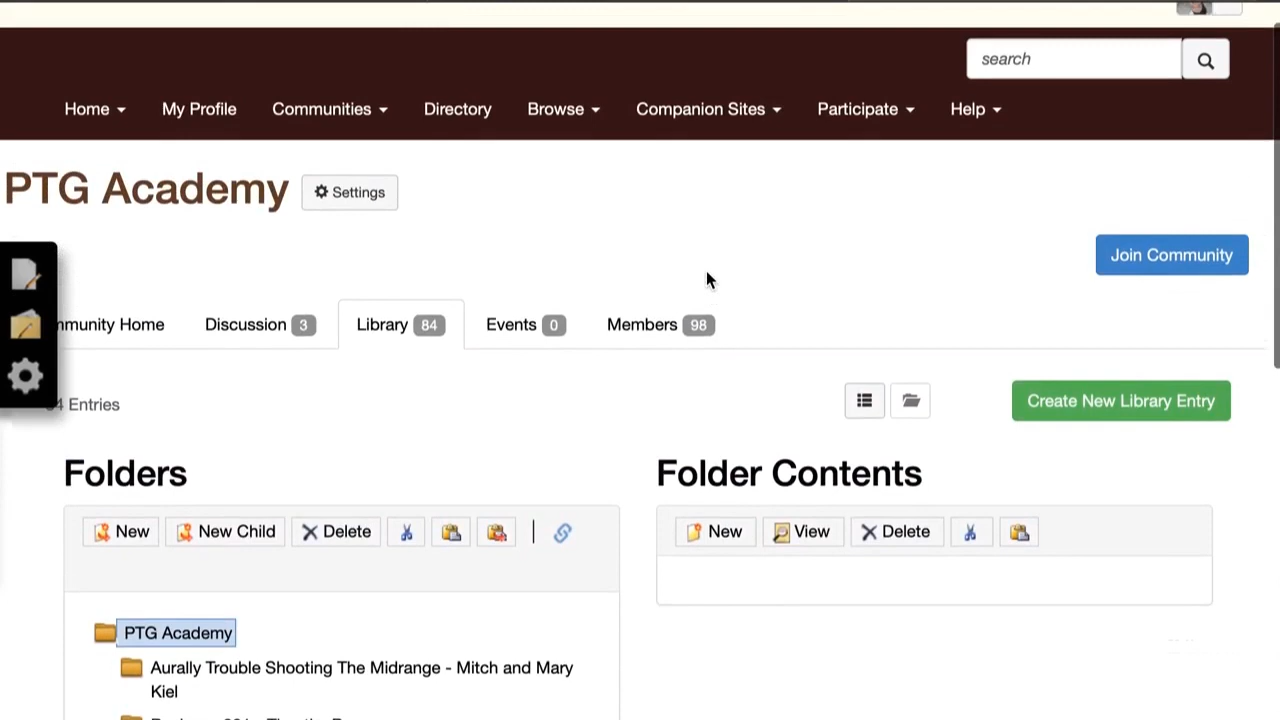 search
Home My Profile Communities Directory Browse Companion Sites Participate Help
PTG Academy Settings
Join Community
mmunity Home Discussion 3 Library 84 Events 0 Members 98
4 Entries Create New Library Entry
Folders Folder Contents
New New Child Delete New View Delete
PTG Academy
Aurally Trouble Shooting The Midrange - Mitch and Mary
Kiel